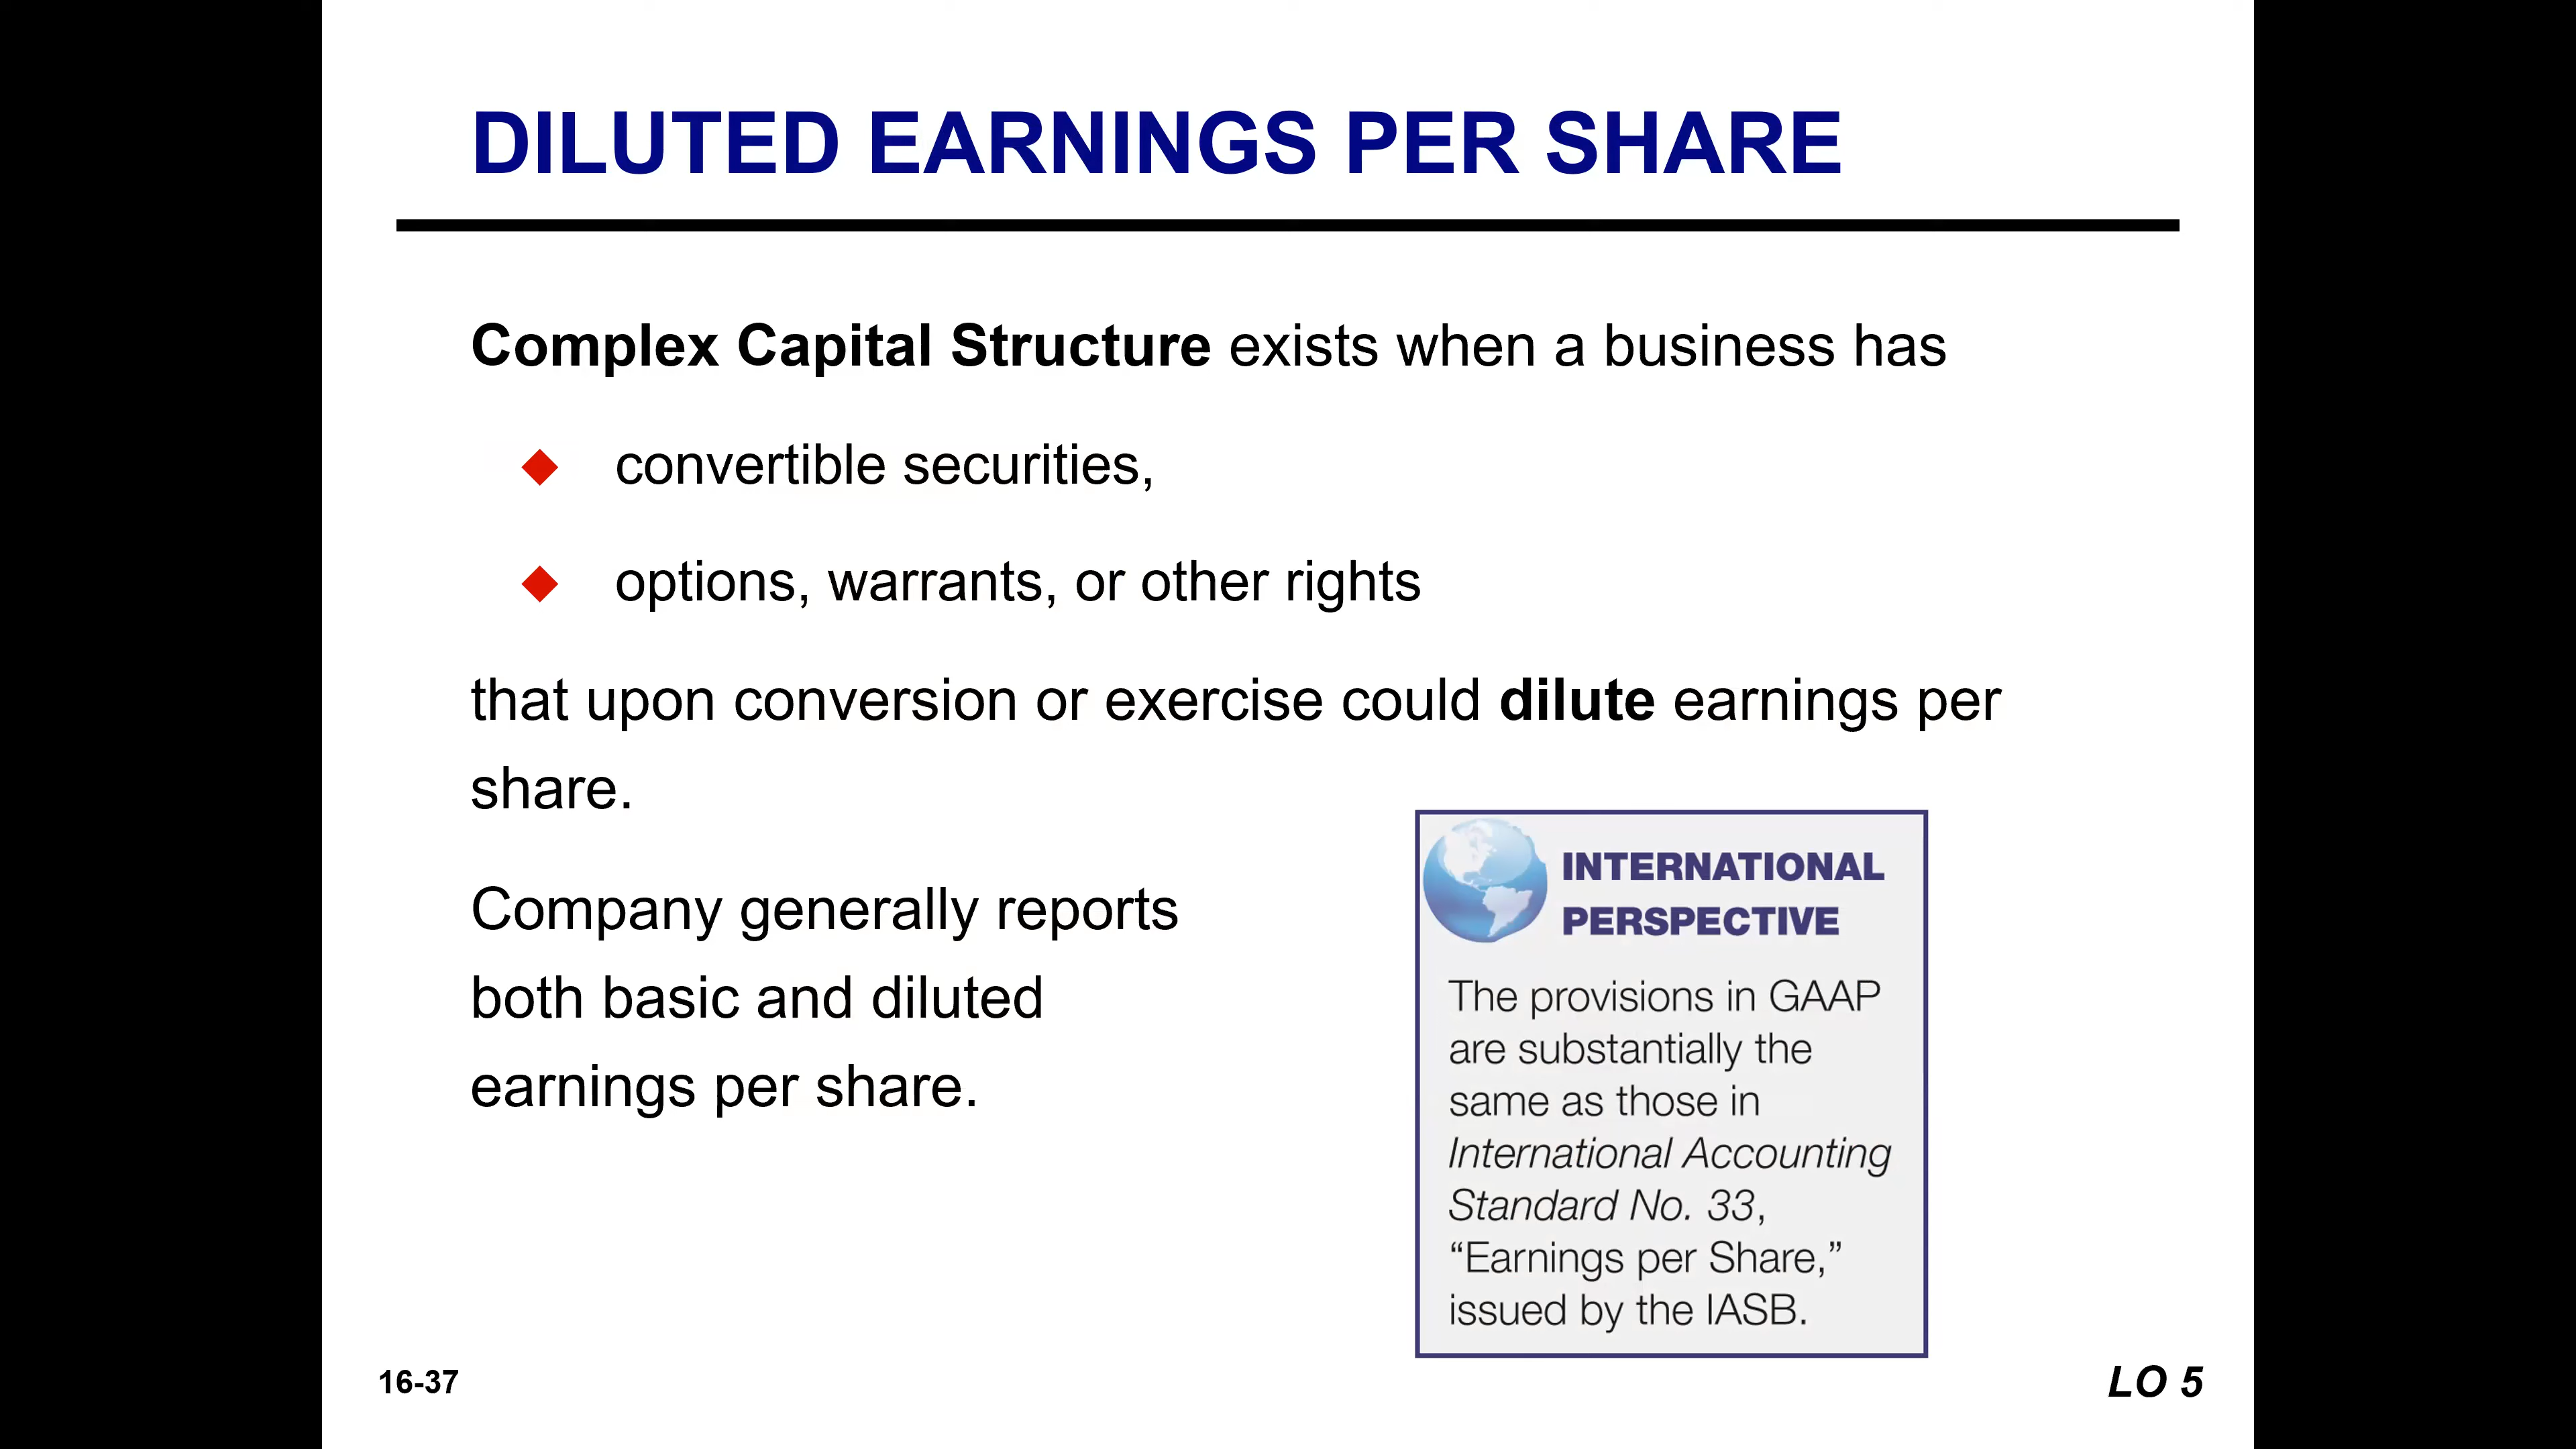 DILUTED EARNINGS PER SHARE
Complex Capital Structure exists when a business has
convertible securities,
options, warrants, or other rights
that upon conversion or exercise could dilute earnings per
share.
Company generally reports
both basic and diluted
earnings per share.
INTERNATIONAL
PERSPECTIVE
The provisions in GAAP
are substantially the
same as those in
International Accounting
Standard No. 33,
“Earnings per Share,”
issued by the IASB.
16-37
LO 5